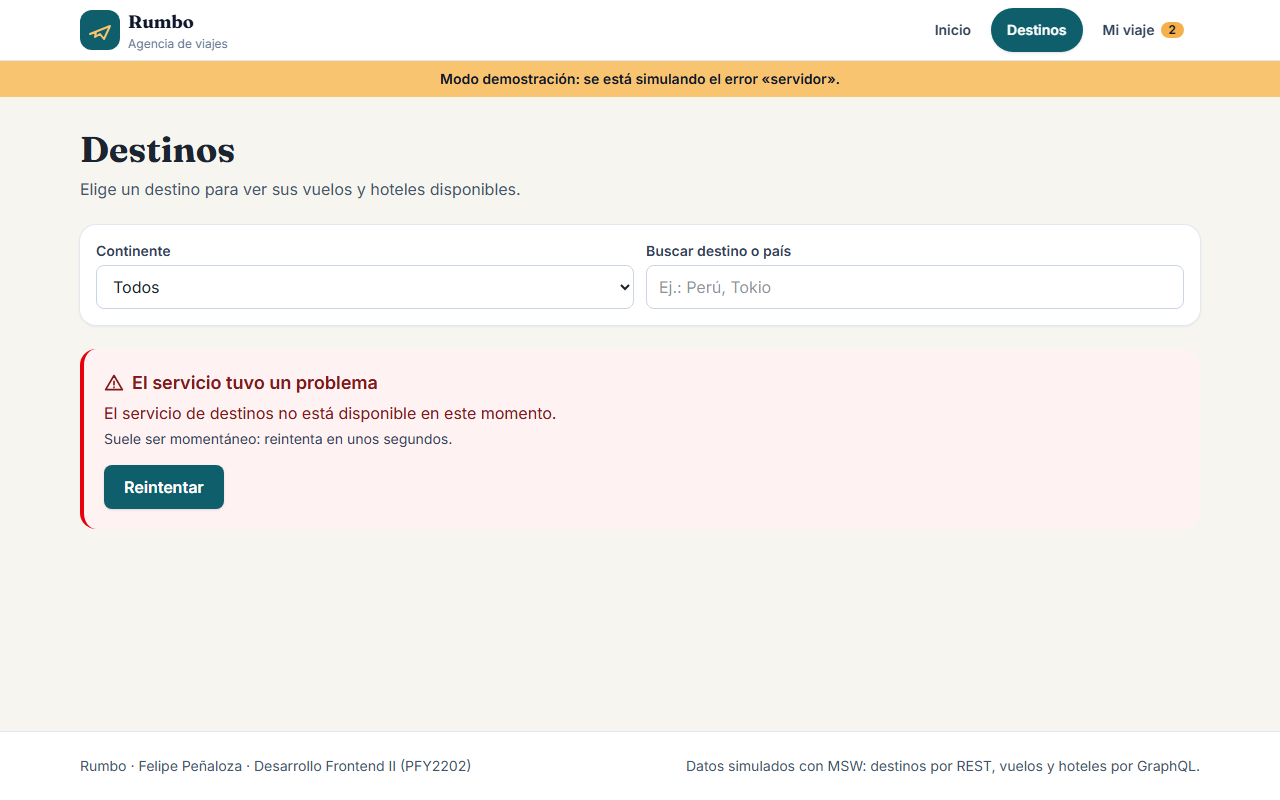 Rumbo
Agencia de viajes
Inicio
Destinos
Mi viaje 2
Modo demostración: se está simulando el error «servidor».
Destinos
Elige un destino para ver sus vuelos y hoteles disponibles.
Continente
Todos
Buscar destino o país
Ej.: Perú, Tokio
El servicio tuvo un problema
El servicio de destinos no está disponible en este momento.
Suele ser momentáneo: reintenta en unos segundos.
Reintentar
Rumbo · Felipe Peñaloza · Desarrollo Frontend II (PFY2202)
Datos simulados con MSW: destinos por REST, vuelos y hoteles por GraphQL.